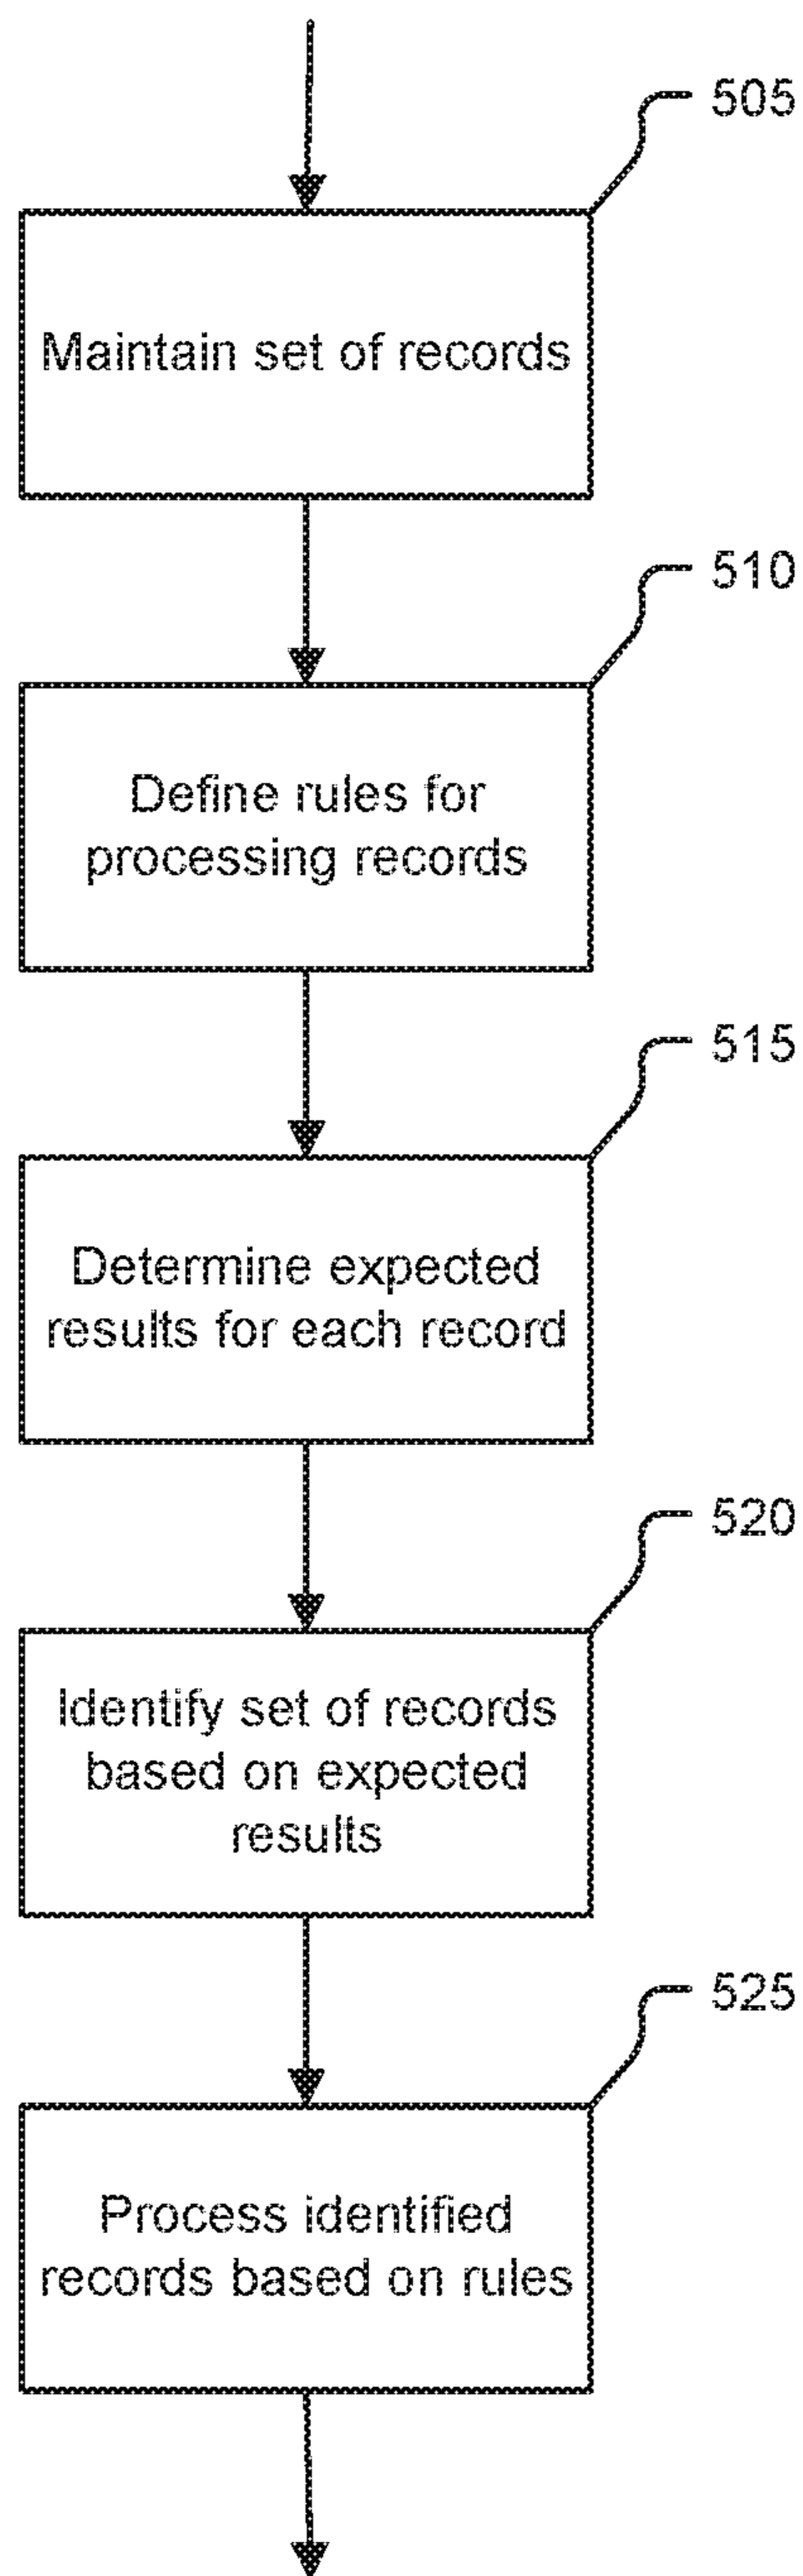 505
Maintain set of records
510
Define rules for
processing records
515
Determine expected
results for each record
520
Identify set of records
based on expected
results
525
Process identified
records based on rules